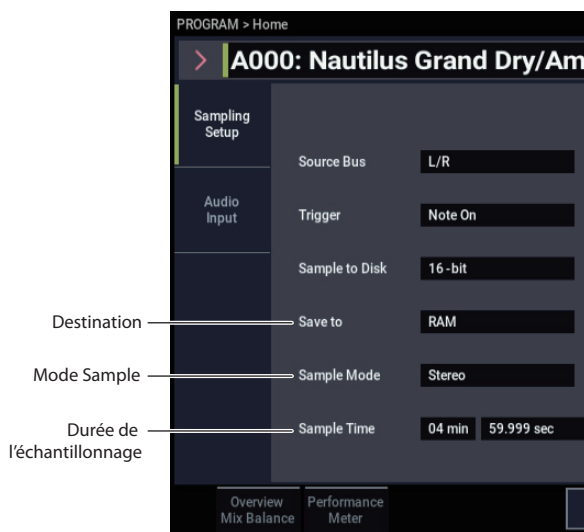 PROGRAM > Home
A000: Nautilus Grand Dry/Am
Sampling
Setup
Source Bus L/R
Audio
Input
Trigger Note On
Sample to Disk 16-bit
Destination Save to RAM
Mode Sample Sample Mode Stereo
Durée de
l'échantillonnage
Sample Time 04 min 59.999 sec
Overview
Mix Balance
Performance
Meter